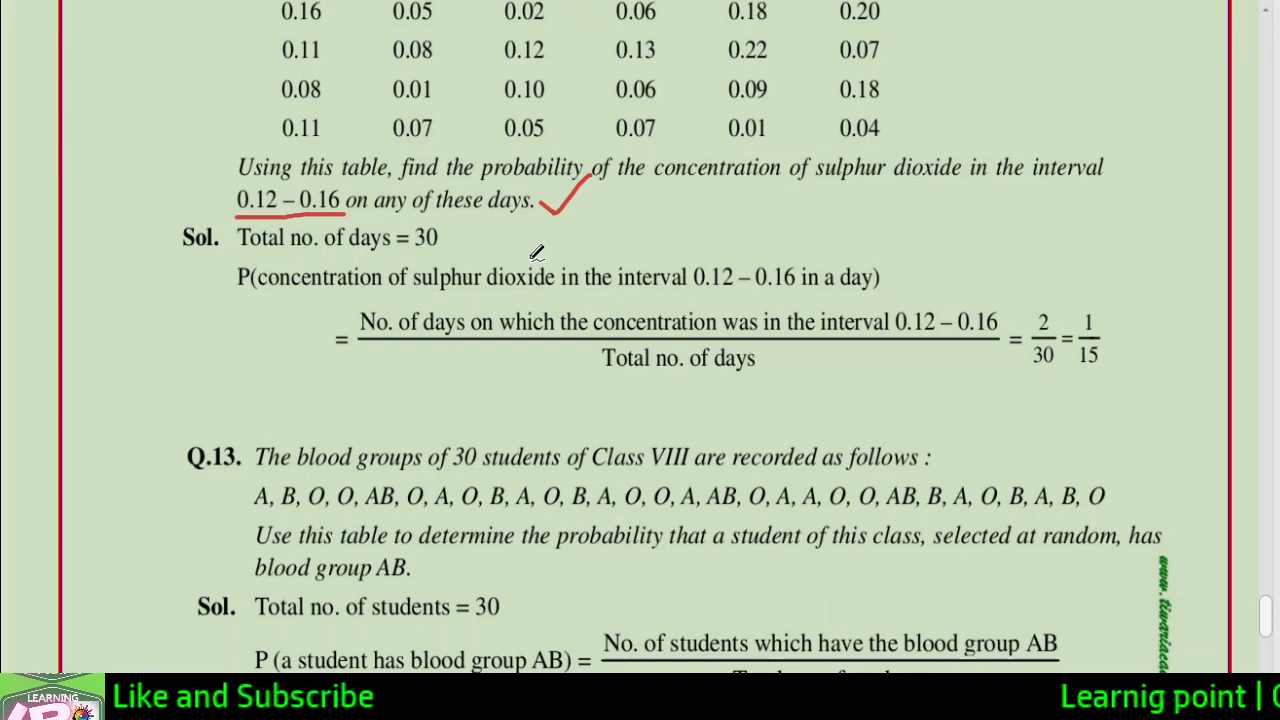 0.16 0.05 0.02 0.06 0.18 0.20
0.11 0.08 0.12 0.13 0.22 0.07
0.08 0.01 0.10 0.06 0.09 0.18
0.11 0.07 0.05 0.07 0.01 0.04
Using this table, find the probability of the concentration of sulphur dioxide in the interval
0.12 – 0.16 on any of these days.
Sol. Total no. of days = 30
P(concentration of sulphur dioxide in the interval 0.12 – 0.16 in a day)
= No. of days on which the concentration was in the interval 0.12 – 0.16 / Total no. of days = 2/30 = 1/15
Q.13. The blood groups of 30 students of Class VIII are recorded as follows :
A, B, O, O, AB, O, A, O, B, A, O, B, A, O, O, A, AB, O, A, A, O, O, AB, B, A, O, B, A, B, O
Use this table to determine the probability that a student of this class, selected at random, has
blood group AB.
Sol. Total no. of students = 30
P (a student has blood group AB) = No. of students which have the blood group AB
LEARNING
Like and Subscribe
Learnig point |